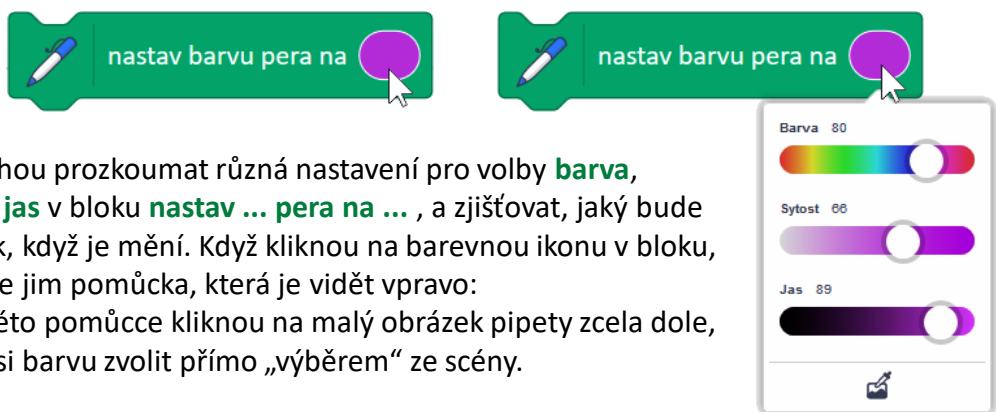 nastav barvu pera na
nastav barvu pera na
hou prozkoumat různá nastavení pro volby barva,
jas v bloku nastav ... pera na ... , a zjišťovat, jaký bude
k, když je mění. Když kliknou na barevnou ikonu v bloku,
e jim pomůcka, která je vidět vpravo:
éto pomůcce kliknou na malý obrázek pipety zcela dole,
si barvu zvolit přímo „výběrem“ ze scény.
Barva 80
Sytost 66
Jas 89